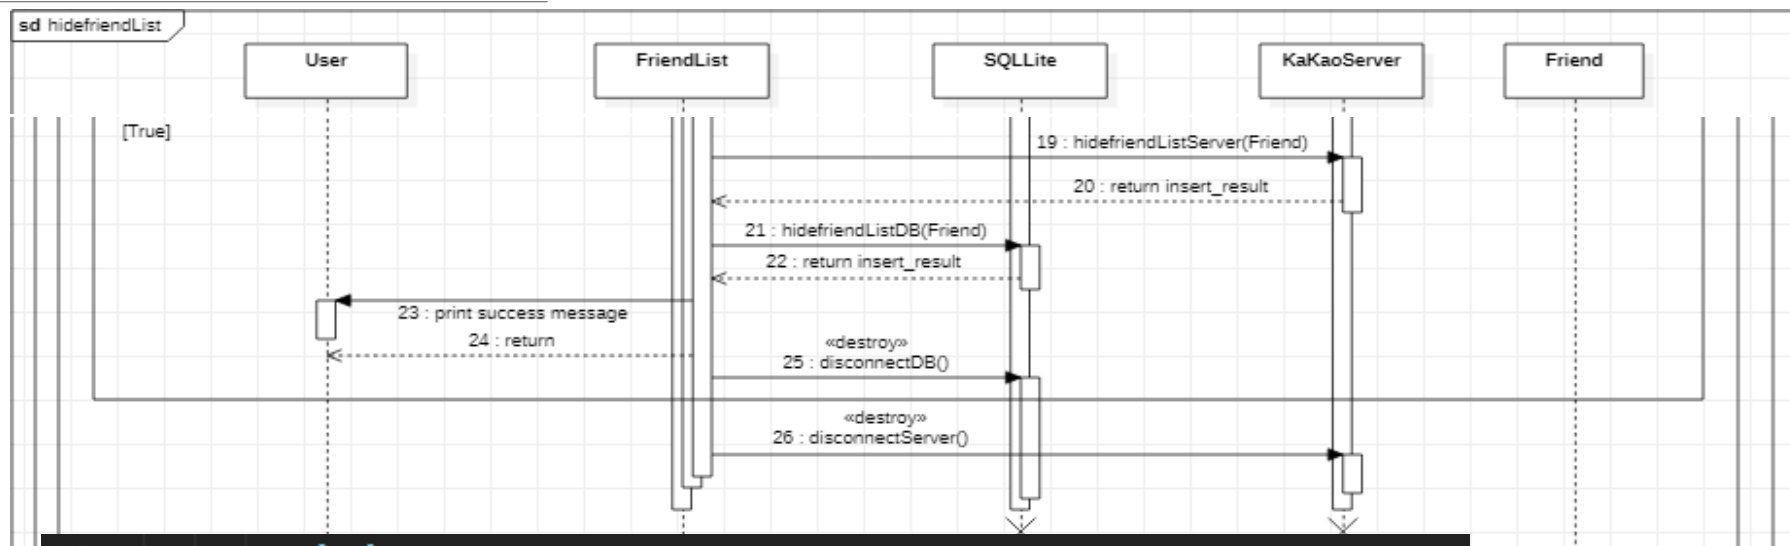 sd hidefriendList
User
FriendList
SQLLite
KaKaoServer
Friend
[True]
19 : hidefriendListServer(Friend)
20 : return insert_result
21 : hidefriendListDB(Friend)
22 : return insert_result
23 : print success message
24 : return
«destroy»
25 : disconnectDB()
«destroy»
26 : disconnectServer()